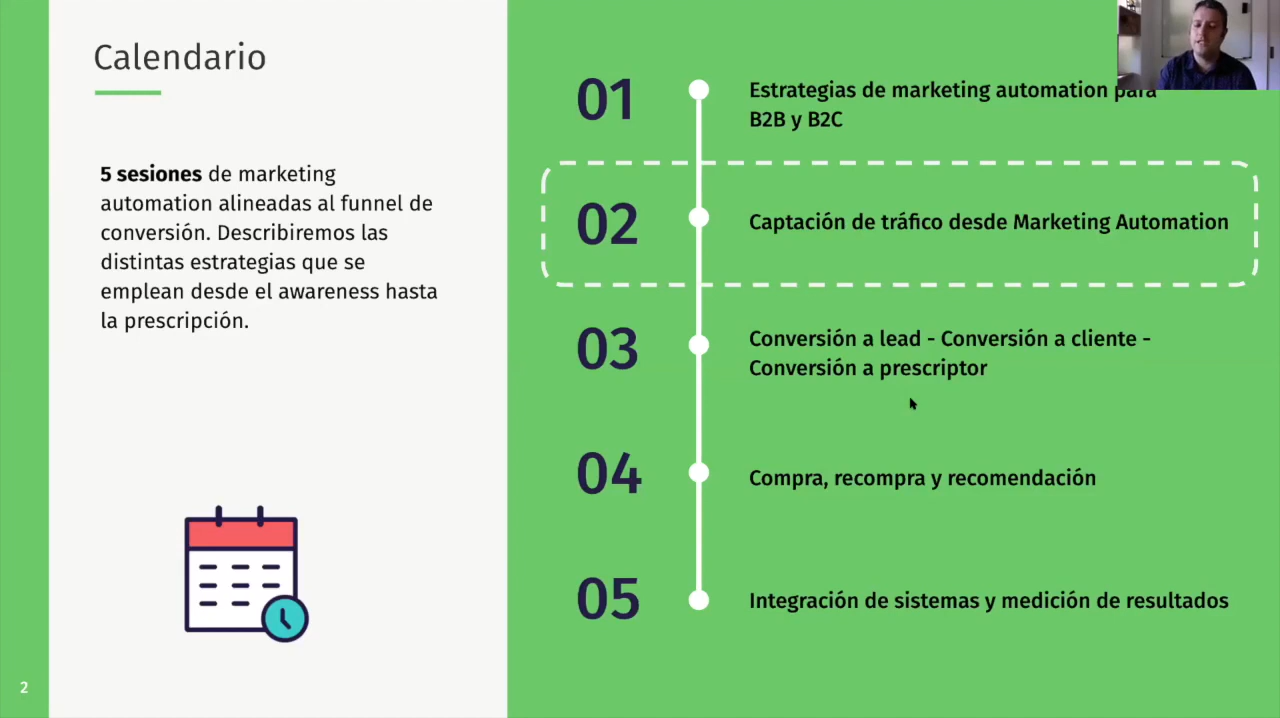 Calendario
5 sesiones de marketing
automation alineadas al funnel de
conversión. Describiremos las
distintas estrategias que se
emplean desde el awareness hasta
la prescripción.
01
Estrategias de marketing automation para
B2B y B2C
02
Captación de tráfico desde Marketing Automation
03
Conversión a lead - Conversión a cliente -
Conversión a prescriptor
04
Compra, recompra y recomendación
05
Integración de sistemas y medición de resultados
2